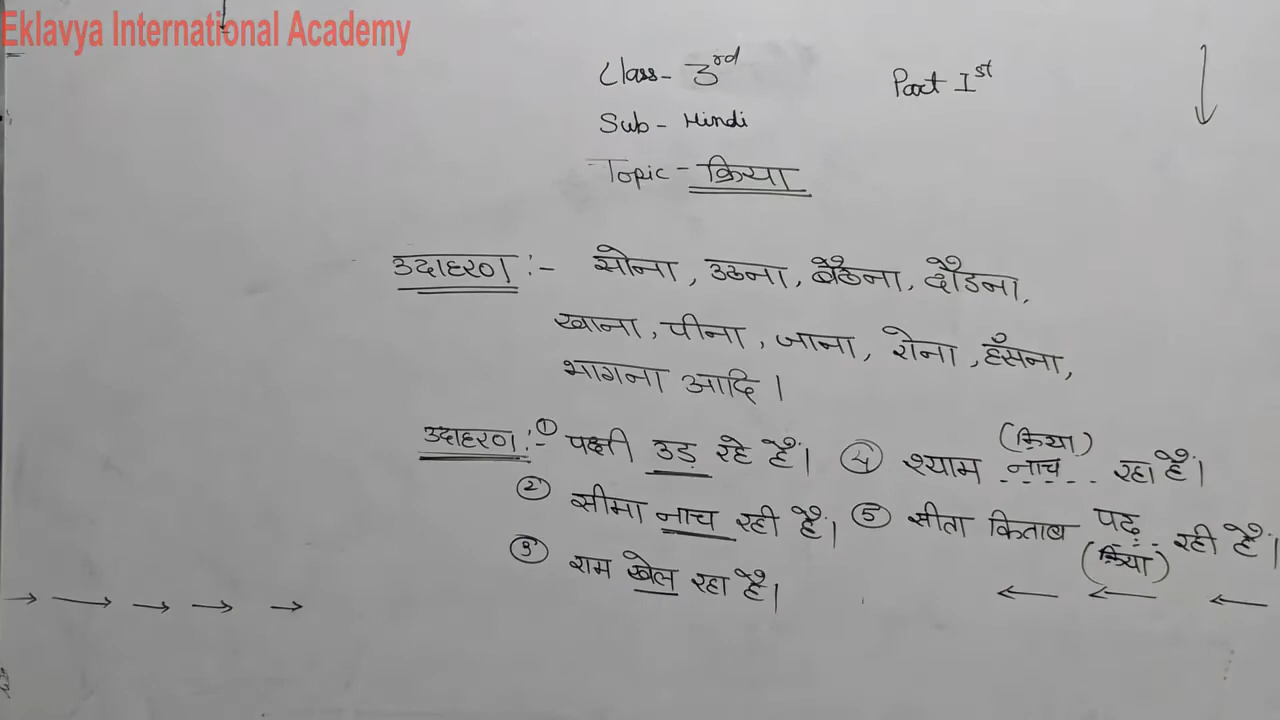 Eklavya International Academy
Class- 3rd
Part Ist
Sub- Hindi
Topic- क्रिया
उदाहरण:- सोना, उठना, बैठना, दौडना,
खाना, पीना, जाना, रोना, हँसना,
भागना आदि।
उदाहरण:- ① पक्षी उड़ रहे हैं।
② सीमा नाच रही हैं।
③ राम खेल रहा हैं।
④ श्याम नाच रहा हैं।
(क्रिया)
⑤ सीता किताब पढ़ रही हैं।
(क्रिया)